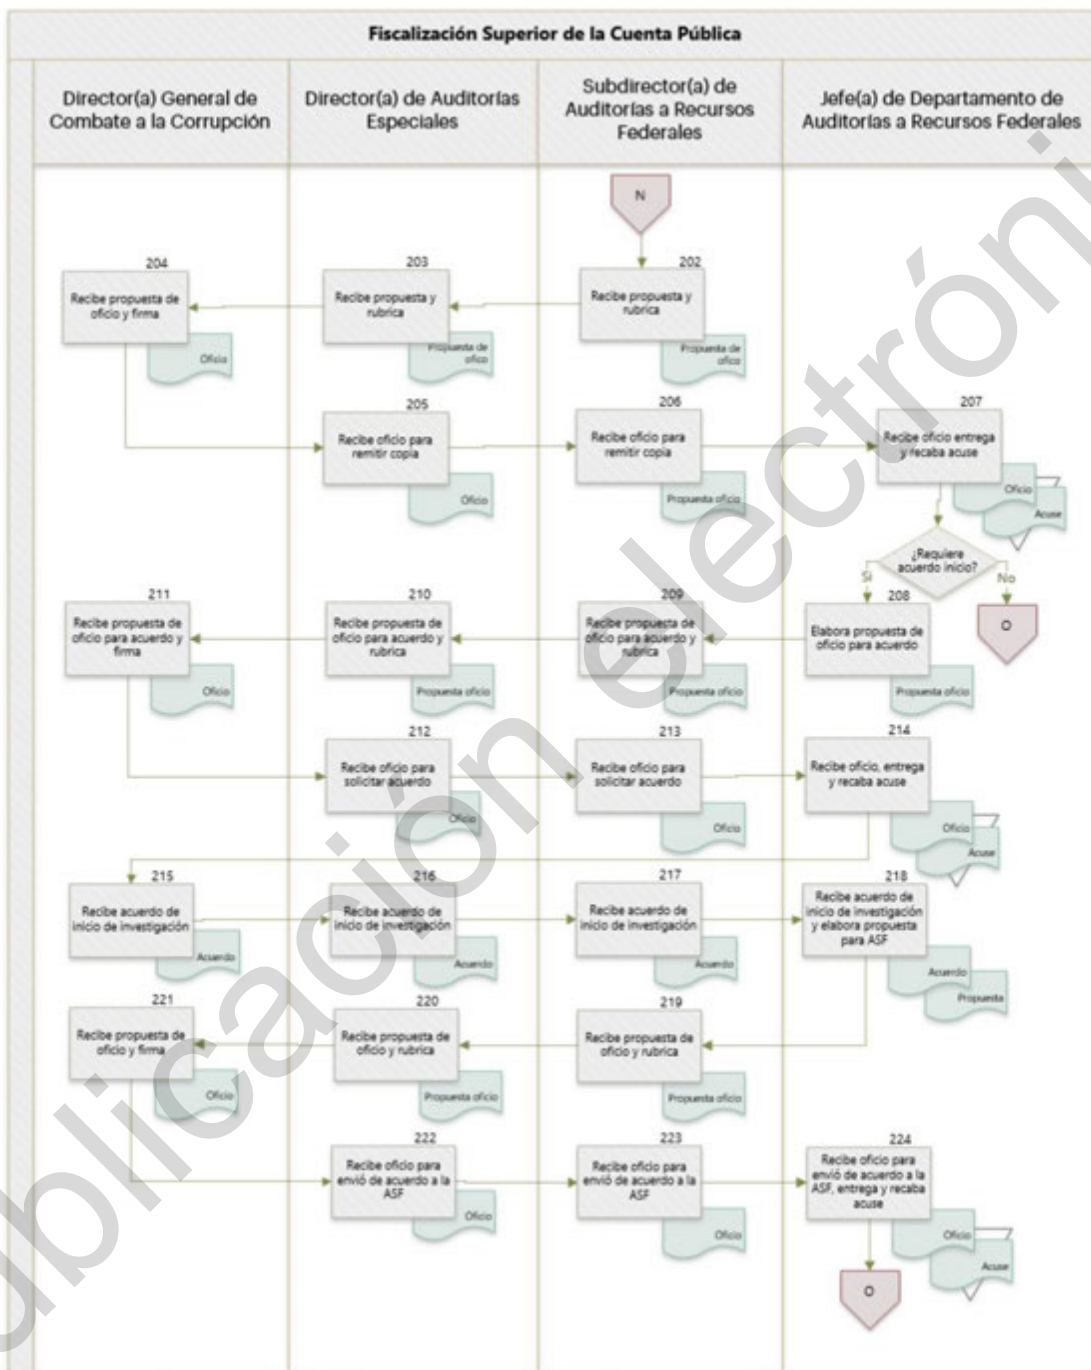 Fiscalización Superior de la Cuenta Pública
Director(a) General de
Combate a la Corrupción
Director(a) de Auditorías
Especiales
Subdirector(a) de
Auditorías a Recursos
Federales
Jefe(a) de Departamento de
Auditorías a Recursos Federales
N
204
Recibe propuesta de
oficio y firma
Oficio
203
Recibe propuesta y
rubrica
Propuesta de
ofico
202
Recibe propuesta y
rubrica
Propuesta de
ofico
205
Recibe oficio para
remitir copia
Oficio
206
Recibe oficio para
remitir copia
Propuesta oficio
207
Recibe oficio entrega
y recaba acuse
Oficio
Acuse
¿Requiere
acuerdo inicio?
Si
No
O
211
Recibe propuesta de
oficio para acuerdo y
firma
Oficio
210
Recibe propuesta de
oficio para acuerdo y
rubrica
Propuesta oficio
209
Recibe propuesta de
oficio para acuerdo y
rubrica
Propuesta oficio
208
Elabora propuesta de
oficio para acuerdo
Propuesta oficio
212
Recibe oficio para
solicitar acuerdo
Oficio
213
Recibe oficio para
solicitar acuerdo
Oficio
214
Recibe oficio, entrega
y recaba acuse
Oficio
Acuse
215
Recibe acuerdo de
inicio de investigación
Acuerdo
216
Recibe acuerdo de
inicio de investigación
Acuerdo
217
Recibe acuerdo de
inicio de investigación
Acuerdo
218
Recibe acuerdo de
inicio de investigación
y elabora propuesta
para ASF
Acuerdo
Propuesta
221
Recibe propuesta de
oficio y firma
Oficio
220
Recibe propuesta de
oficio y rubrica
Propuesta oficio
219
Recibe propuesta de
oficio y rubrica
Propuesta oficio
222
Recibe oficio para
envió de acuerdo a la
ASF
Oficio
223
Recibe oficio para
envió de acuerdo a la
ASF
Oficio
224
Recibe oficio para
envió de acuerdo a la
ASF, entrega y recaba
acuse
Oficio
Acuse
O
ublicación electróni